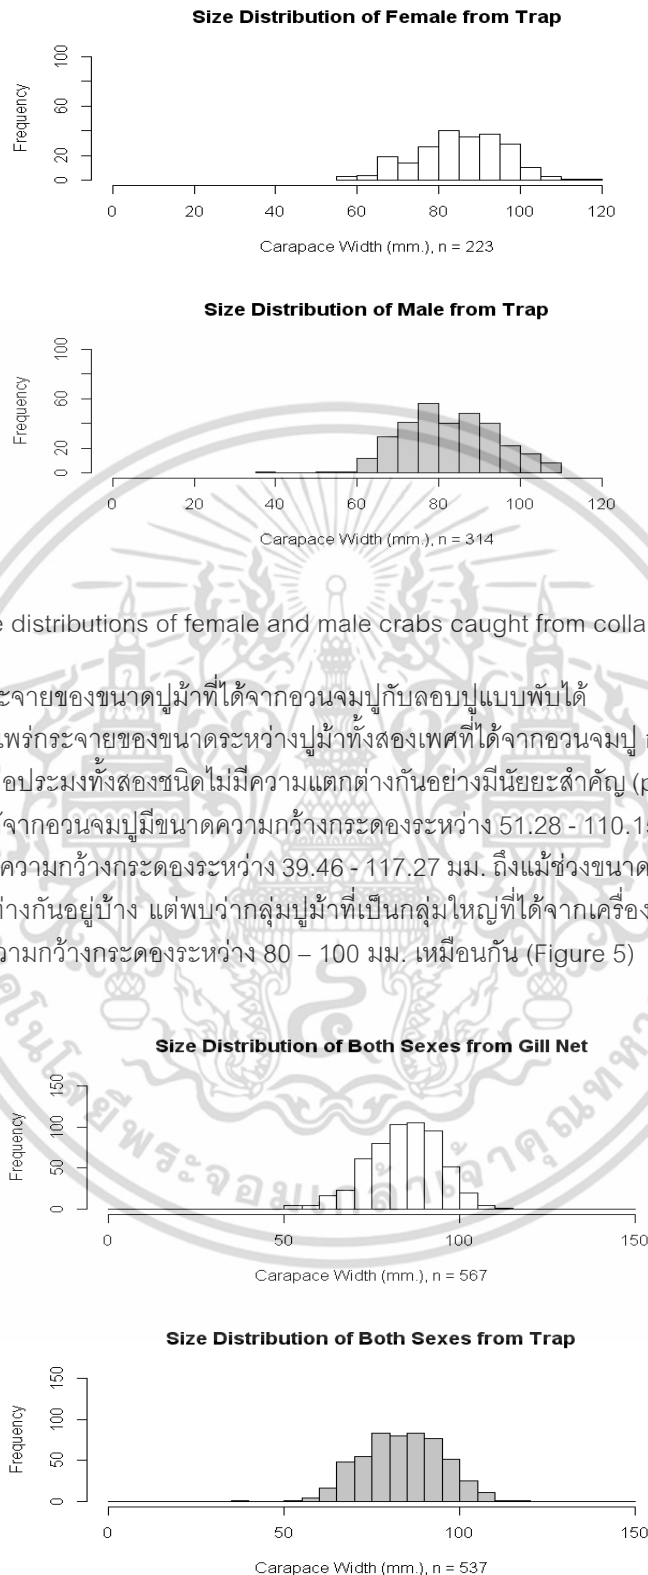 Size Distribution of Female from Trap
100
60
20
0
Frequency
0 20 40 60 80 100 120
Carapace Width (mm.), n = 223
Size Distribution of Male from Trap
100
60
20
0
Frequency
0 20 40 60 80 100 120
Carapace Width (mm.), n = 314
e distributions of female and male crabs caught from colla
ะจายของขนาดปูม้าที่ได้จากอวนจมปูกับลอบปูแบบพับได้
แพร่กระจายของขนาดระหว่างปูม้าทั้งสองเพศที่ได้จากอวนจมปู
อประมงทั้งสองชนิดไม่มีความแตกต่างกันอย่างมีนัยยะสำคัญ (p
จากอวนจมปูมีขนาดความกว้างกระดองระหว่าง 51.28 - 110.15
ความกว้างกระดองระหว่าง 39.46 - 117.27 มม. ถึงแม้ช่วงขนาด
ต่างกันอยู่บ้าง แต่พบว่ากลุ่มปูม้าที่เป็นกลุ่มใหญ่ที่ได้จากเครื่อง
วามกว้างกระดองระหว่าง 80 – 100 มม. เหมือนกัน (Figure 5)
Size Distribution of Both Sexes from Gill Net
150
100
50
0
Frequency
0 50 100 150
Carapace Width (mm.), n = 567
Size Distribution of Both Sexes from Trap
150
100
50
0
Frequency
0 50 100 150
Carapace Width (mm.), n = 537